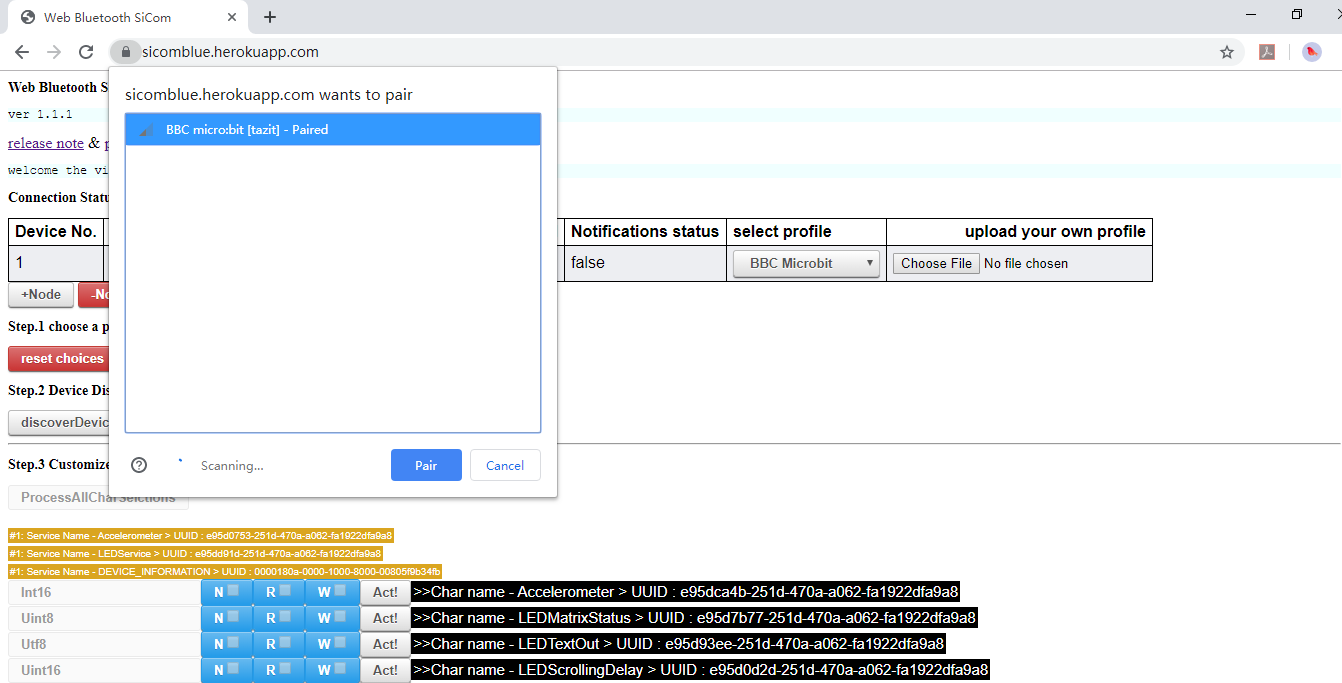 Web Bluetooth SiCom
sicomblue.herokuapp.com
Web Bluetooth S
sicomblue.herokuapp.com wants to pair
ver 1.1.1
BBC micro:bit [tazit] - Paired
release note & p
welcome the vi
Connection Statu
Device No. Notifications status select profile upload your own profile
1 false BBC Microbit Choose File No file chosen
+Node -No
Step.1 choose a p
reset choices
Step.2 Device Dis
discoverDevic
Step.3 Customize
Scanning... Pair Cancel
ProcessAllCharSelctions
#1: Service Name - Accelerometer > UUID : e95d0753-251d-470a-a062-fa1922dfa9a8
#1: Service Name - LEDService > UUID : e95dd91d-251d-470a-a062-fa1922dfa9a8
#1: Service Name - DEVICE_INFORMATION > UUID : 0000180a-0000-1000-8000-00805f9b34fb
Int16 N R W Act! >>Char name - Accelerometer > UUID : e95dca4b-251d-470a-a062-fa1922dfa9a8
Uint8 N R W Act! >>Char name - LEDMatrixStatus > UUID : e95d7b77-251d-470a-a062-fa1922dfa9a8
Utf8 N R W Act! >>Char name - LEDTextOut > UUID : e95d93ee-251d-470a-a062-fa1922dfa9a8
Uint16 N R W Act! >>Char name - LEDScrollingDelay > UUID : e95d0d2d-251d-470a-a062-fa1922dfa9a8